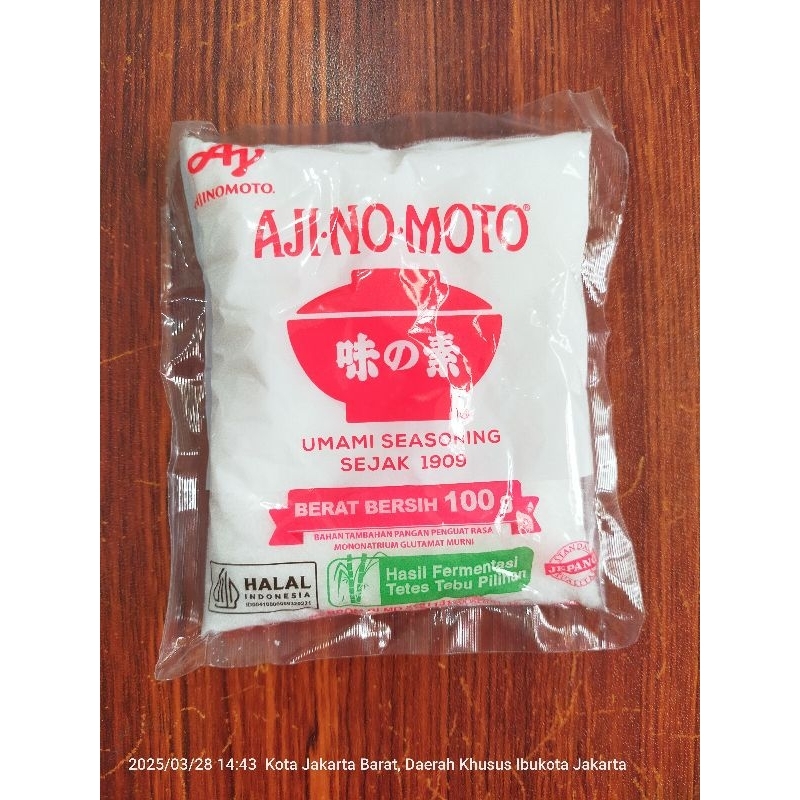 AJINOMOTO.
AJI-NO-MOTO®
味の素
UMAMI SEASONING
SEJAK 1909
BERAT BERSIH 100 g
BAHAN TAMBAHAN PANGAN PENGUAT RASA
MONONATRIUM GLUTAMAT MURNI
HALAL
INDONESIA
Hasil Fermentasi
Tetes Tebu Pilihan
STANDAR
JEPANG
2025/03/28 14:43 Kota Jakarta Barat, Daerah Khusus Ibukota Jakarta